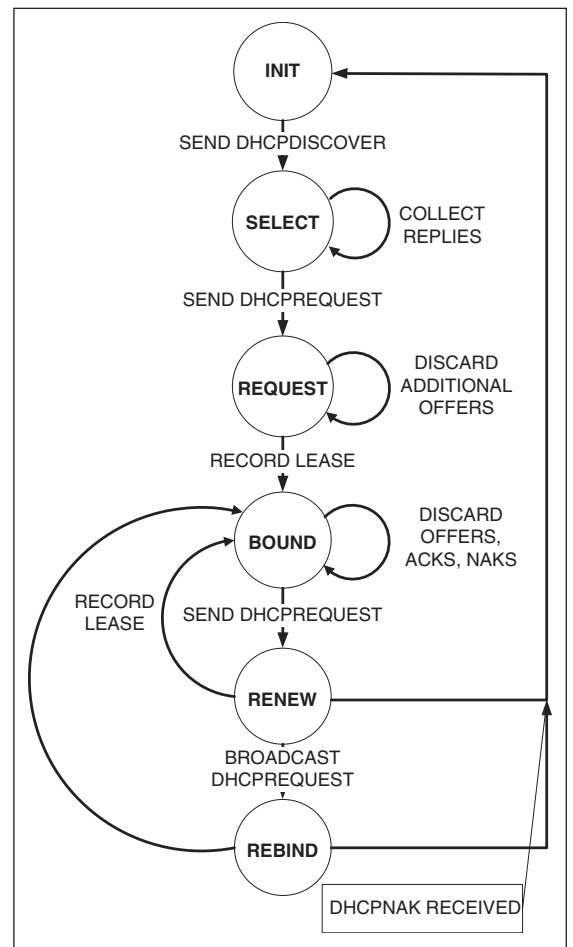 INIT
SEND DHCPDISCOVER
SELECT
COLLECT
REPLIES
SEND DHCPREQUEST
REQUEST
DISCARD
ADDITIONAL
OFFERS
RECORD LEASE
BOUND
DISCARD
OFFERS,
ACKS, NAKS
RECORD
LEASE
SEND DHCPREQUEST
RENEW
BROADCAST
DHCPREQUEST
REBIND
DHCPNAK RECEIVED